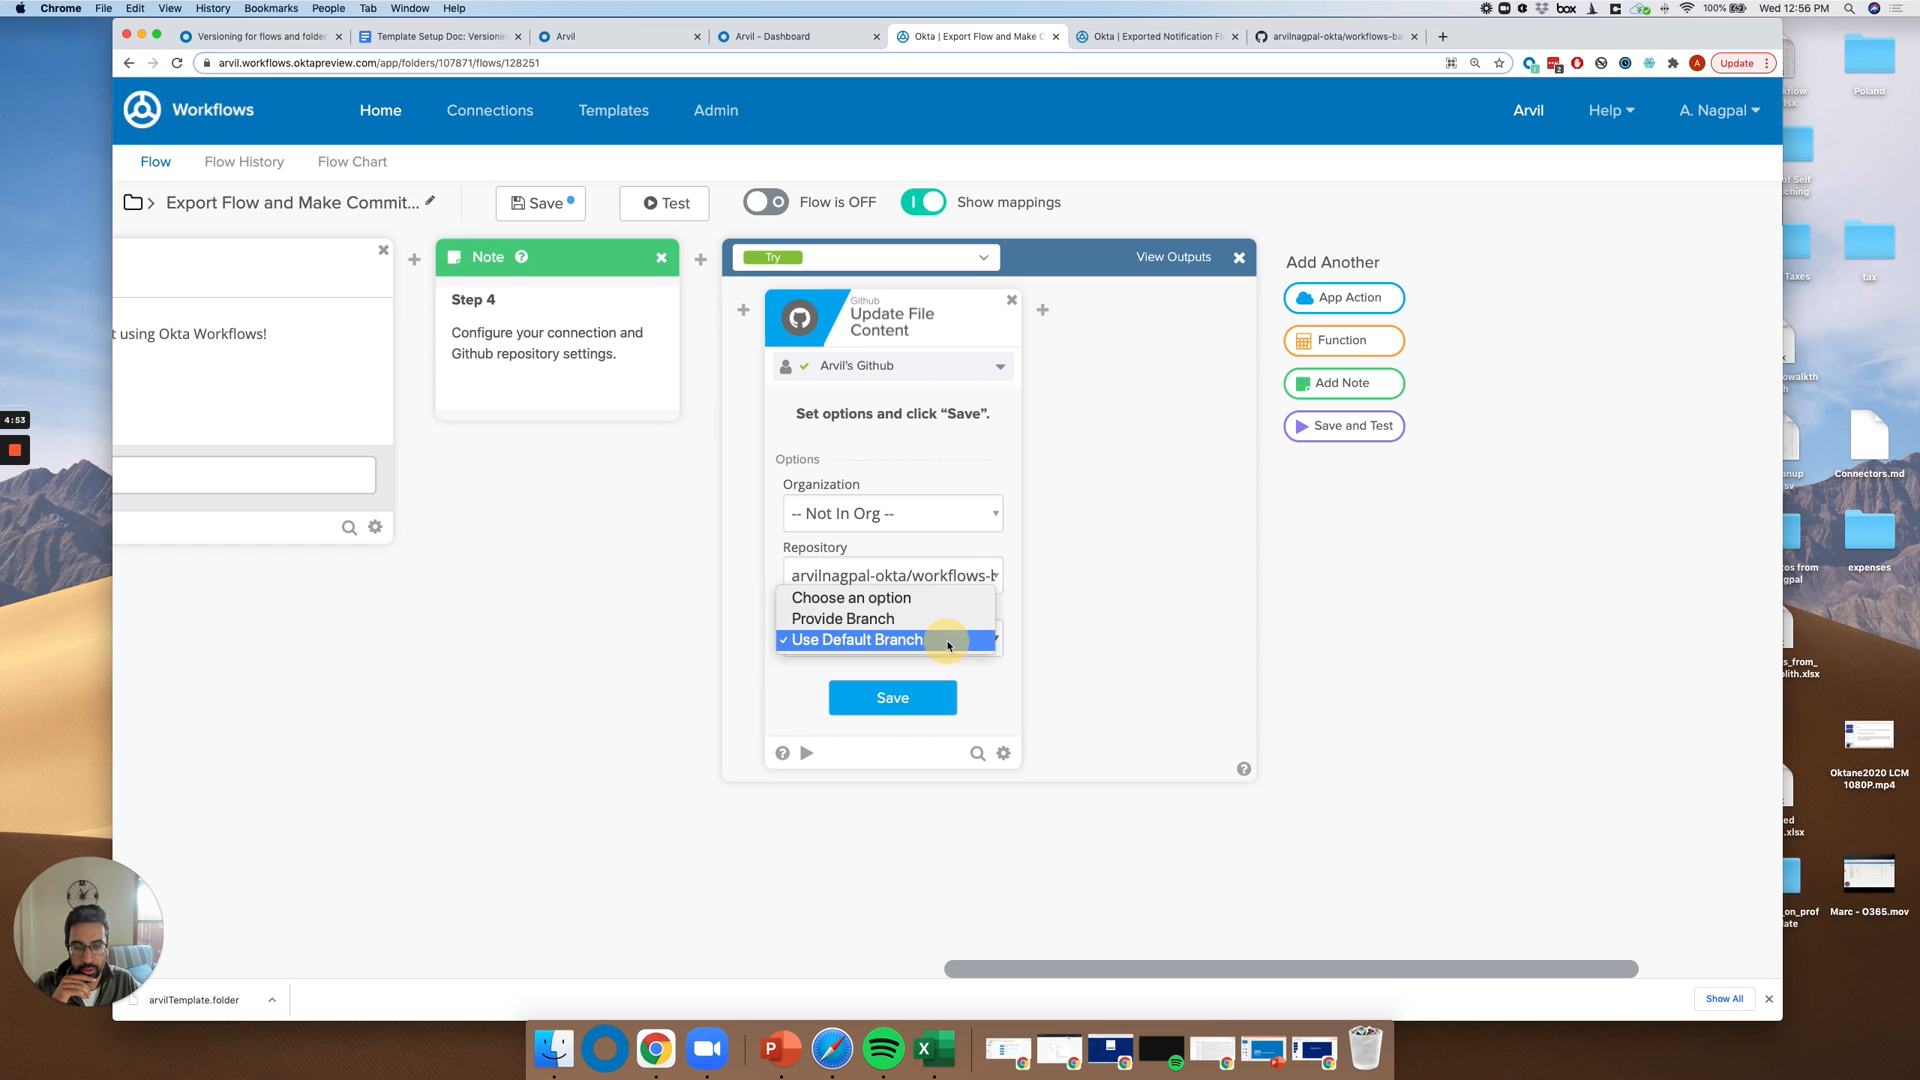 Chrome File Edit View History Bookmarks People Tab Window Help
box 100% Wed 12:56 PM
Versioning for flows and folder
Template Setup Doc: Versionin
Arvil
Arvil - Dashboard
Okta | Export Flow and Make C
Okta | Exported Notification Fl
arvilnagpal-okta/workflows-ba
arvil.workflows.oktapreview.com/app/folders/107871/flows/128251
A Update
Workflows Home Connections Templates Admin Arvil Help A. Nagpal
Flow Flow History Flow Chart
Export Flow and Make Commit... Save Test Flow is OFF Show mappings
t using Okta Workflows!
Note
Step 4
Configure your connection and
Github repository settings.
Try
View Outputs
Github
Update File
Content
Arvil's Github
Set options and click “Save”.
Options
Organization
-- Not In Org --
Repository
arvilnagpal-okta/workflows-b
Choose an option
Provide Branch
Use Default Branch
Save
Add Another
App Action
Function
Add Note
Save and Test
4:53
arvilTemplate.folder
Show All
Poland
Taxes
tax
Connectors.md
expenses
Oktane2020 LCM
1080P.mp4
Marc - O365.mov